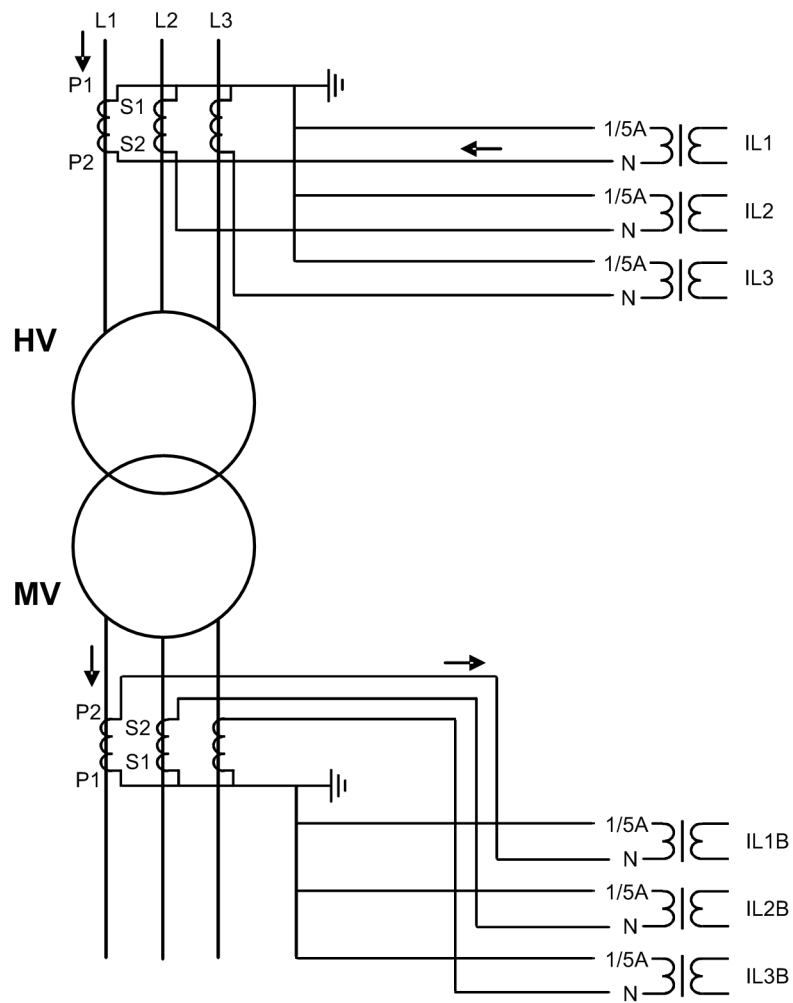 L1 L2 L3
P1
S1
1/5A
IL1
S2
P2
N
1/5A
IL2
N
1/5A
IL3
N
HV
MV
P2
S2
S1
P1
1/5A
IL1B
N
1/5A
IL2B
N
1/5A
IL3B
N